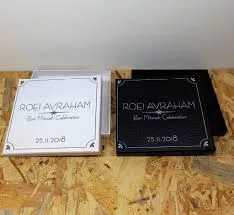 ROEI AVRAHAM
Bar Mitzvah Celebration
25.11.2018
ROEI AVRAHAM
Bar Mitzvah Celebration
25.11.2018